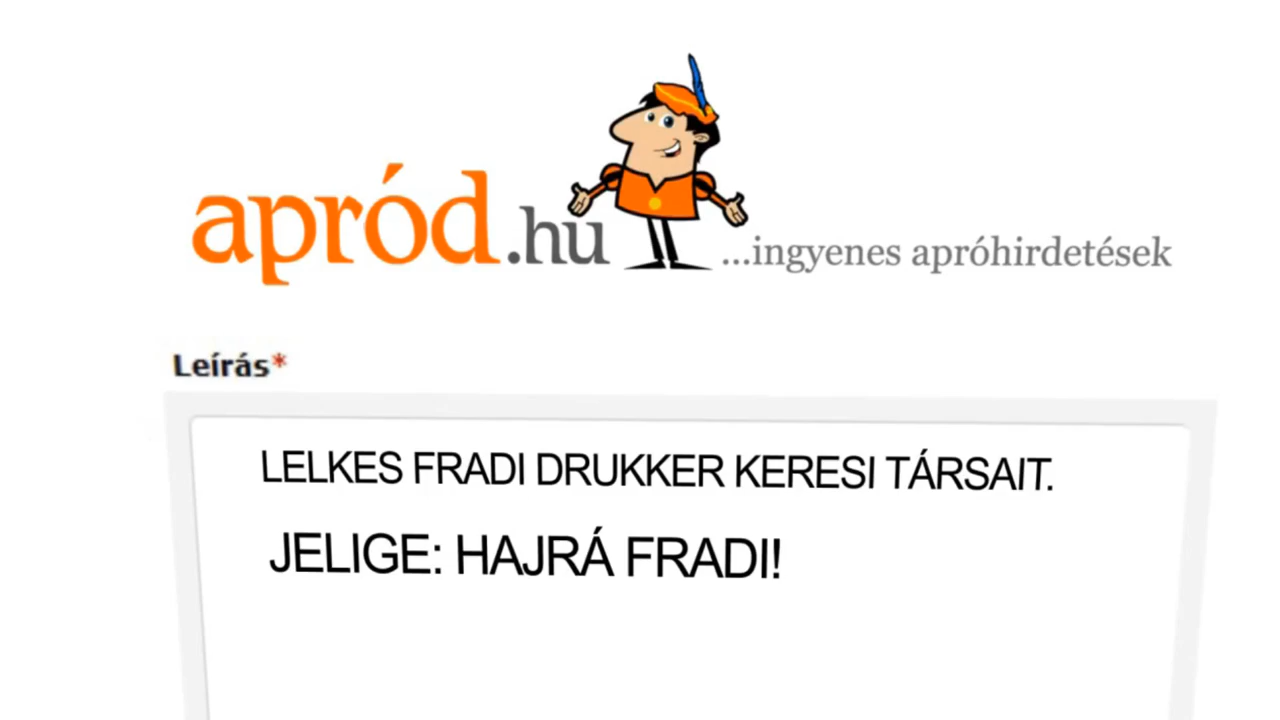 apród.hu ...ingyenes apróhirdetések
Leírás*
LELKES FRADI DRUKKER KERESI TÁRSAIT.
JELIGE: HAJRÁ FRADI!